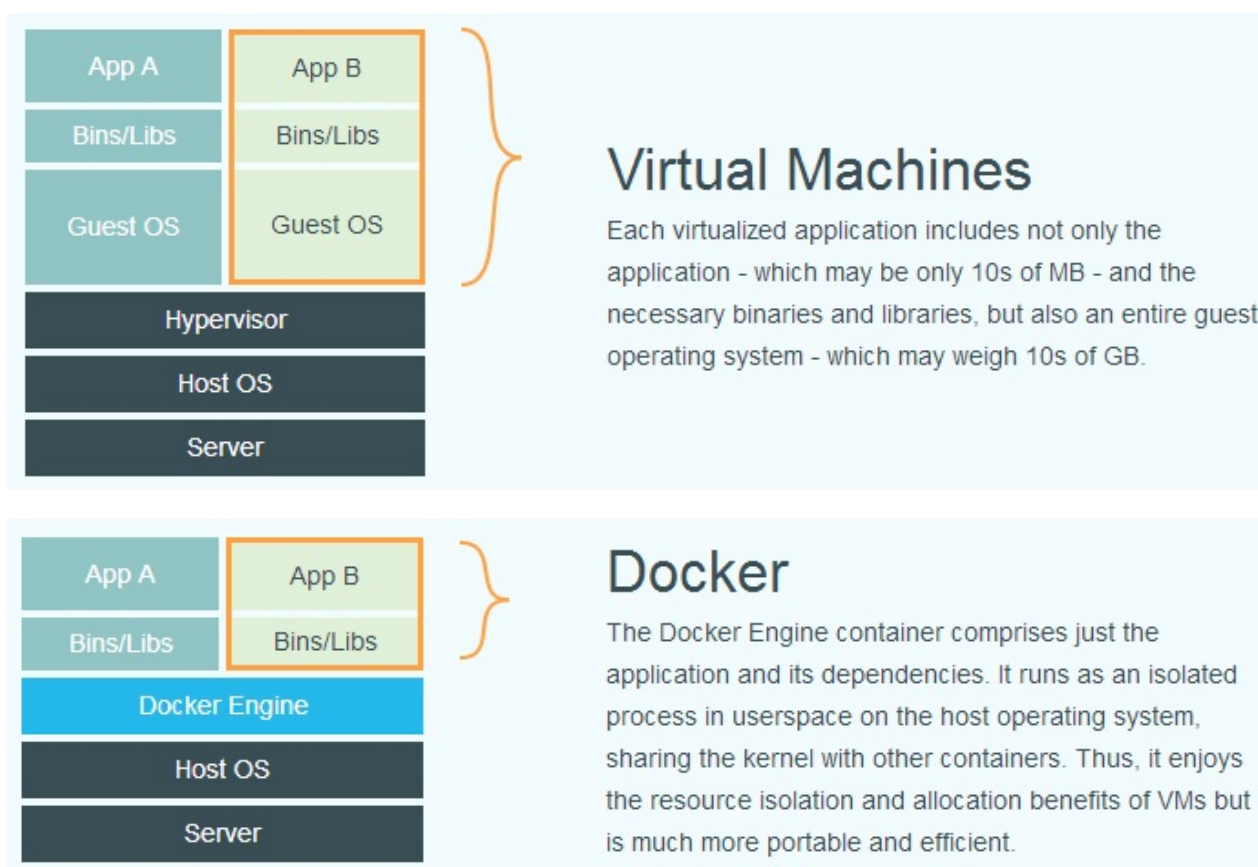 App A App B
Bins/Libs Bins/Libs
Guest OS Guest OS
Hypervisor
Host OS
Server
Virtual Machines
Each virtualized application includes not only the
application - which may be only 10s of MB - and the
necessary binaries and libraries, but also an entire guest
operating system - which may weigh 10s of GB.
App A App B
Bins/Libs Bins/Libs
Docker Engine
Host OS
Server
Docker
The Docker Engine container comprises just the
application and its dependencies. It runs as an isolated
process in userspace on the host operating system,
sharing the kernel with other containers. Thus, it enjoys
the resource isolation and allocation benefits of VMs but
is much more portable and efficient.